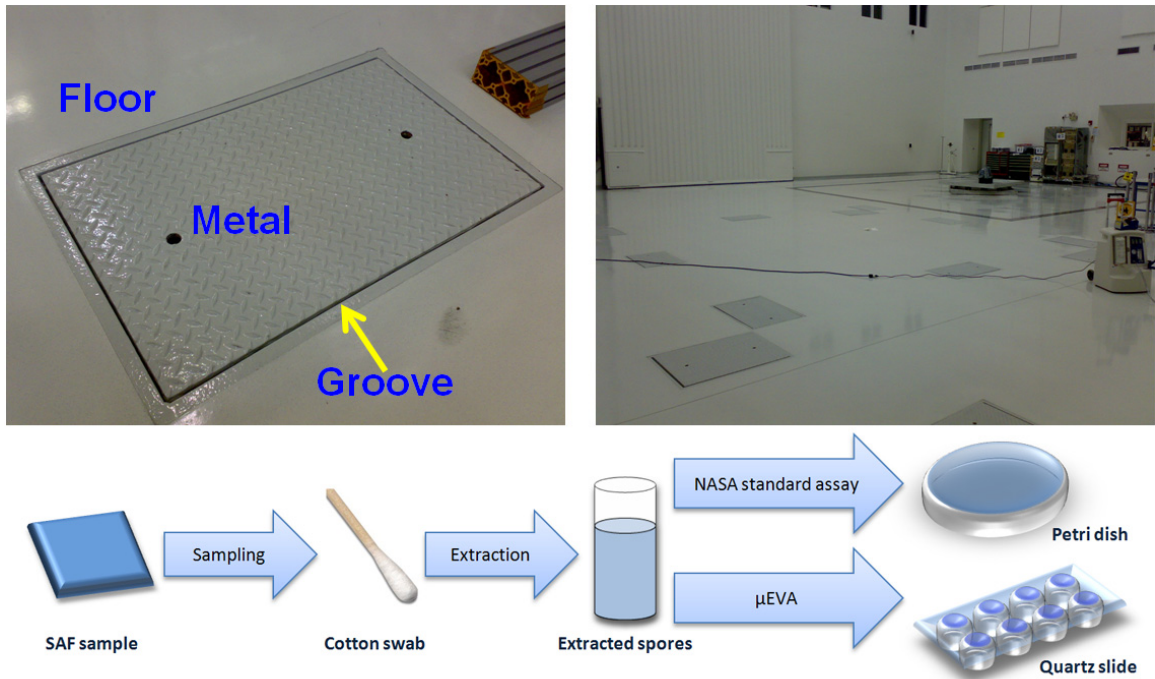 Floor
Metal
Groove
Sampling
Extraction
NASA standard assay
µEVA
Petri dish
SAF sample
Cotton swab
Extracted spores
Quartz slide